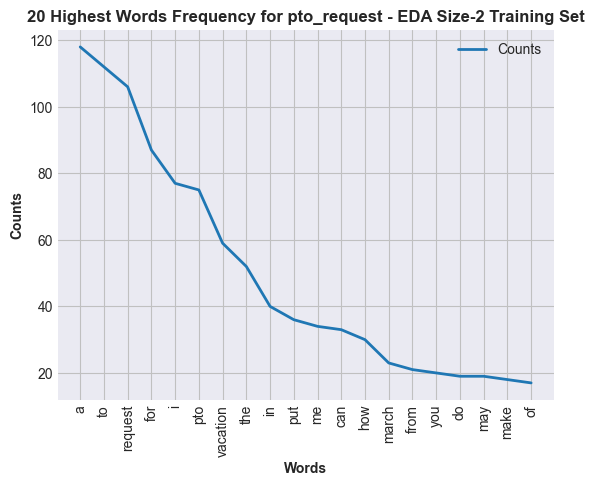 20 Highest Words Frequency for pto_request - EDA Size-2 Training Set
Counts
120
100
80
60
40
20
Counts
a
to
request
for
i
pto
vacation
the
in
put
me
can
how
march
from
you
do
may
make
of
Words